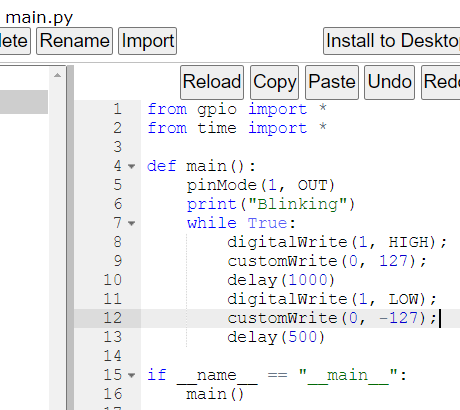 main.py
lete Rename Import Install to Deskto
Reload Copy Paste Undo Redo
1 from gpio import *
2 from time import *
3
4 def main():
5     pinMode(1, OUT)
6     print("Blinking")
7     while True:
8         digitalWrite(1, HIGH);
9         customWrite(0, 127);
10         delay(1000)
11         digitalWrite(1, LOW);
12         customWrite(0, -127);
13         delay(500)
14
15 if __name__ == "__main__":
16     main()